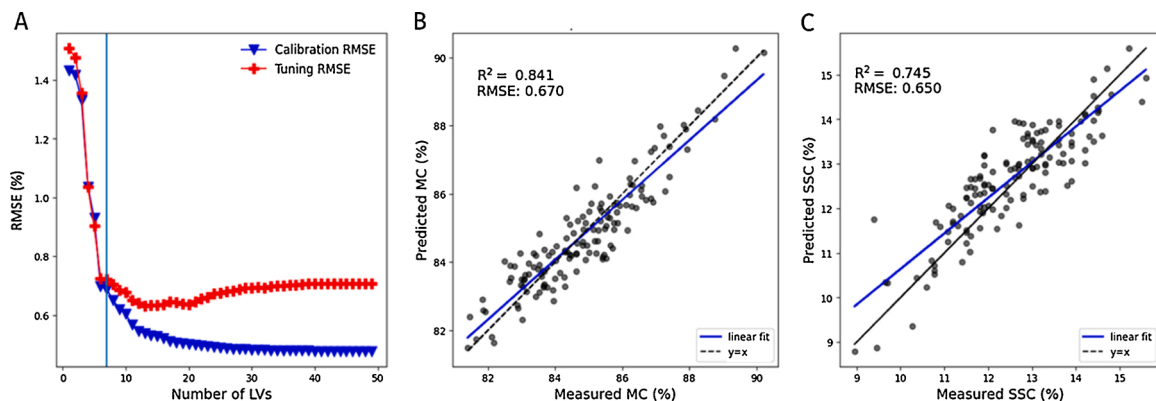 A
Calibration RMSE
Tuning RMSE
1.4
1.2
1.0
0.8
0.6
RMSE (%)
0
10
20
30
40
50
Number of LVs
B
R² = 0.841
RMSE: 0.670
90
88
86
84
82
Predicted MC (%)
linear fit
y=x
82
84
86
88
90
Measured MC (%)
C
R² = 0.745
RMSE: 0.650
15
14
13
12
11
10
9
Predicted SSC (%)
linear fit
y=x
9
10
11
12
13
14
15
Measured SSC (%)